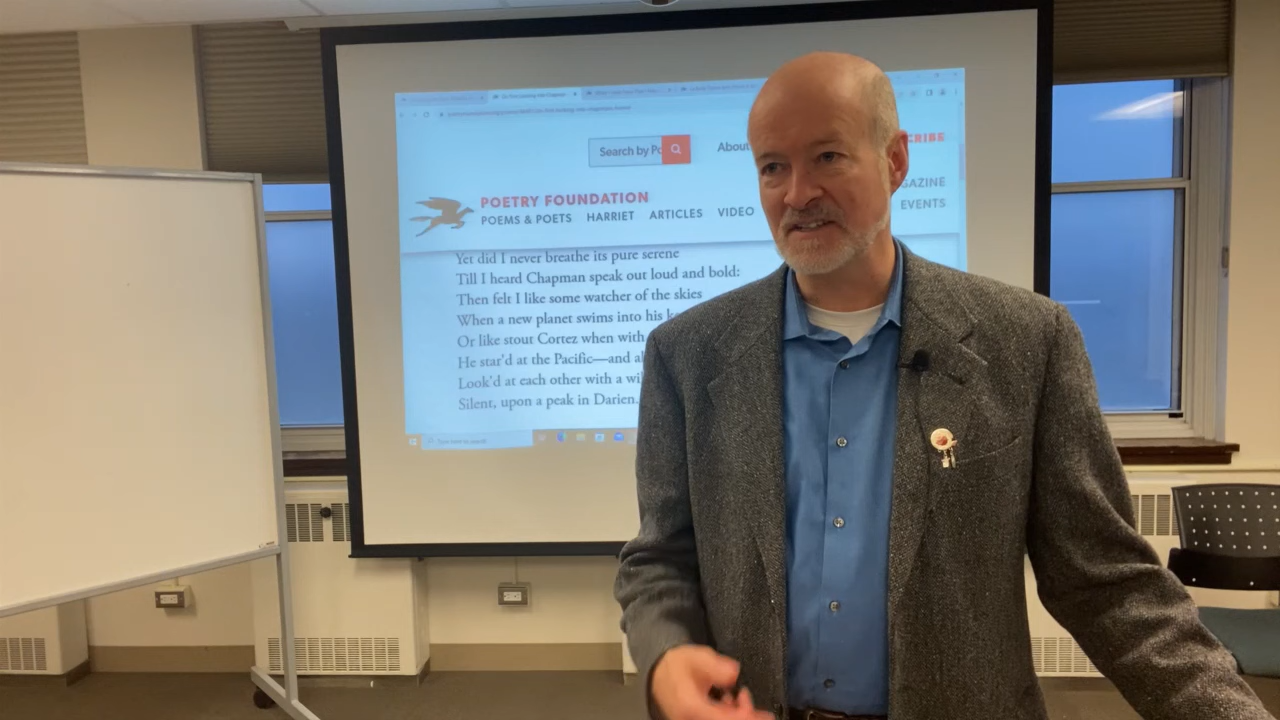 Search by Po
About
CRIBE
POETRY FOUNDATION
GAZINE
POEMS & POETS HARRIET ARTICLES VIDEO
EVENTS
Yet did I never breathe its pure serene
Till I heard Chapman speak out loud and bold:
Then felt I like some watcher of the skies
When a new planet swims into his
Or like stout Cortez when with
He star'd at the Pacific—and
Look'd at each other with a
Silent, upon a peak in Darien.